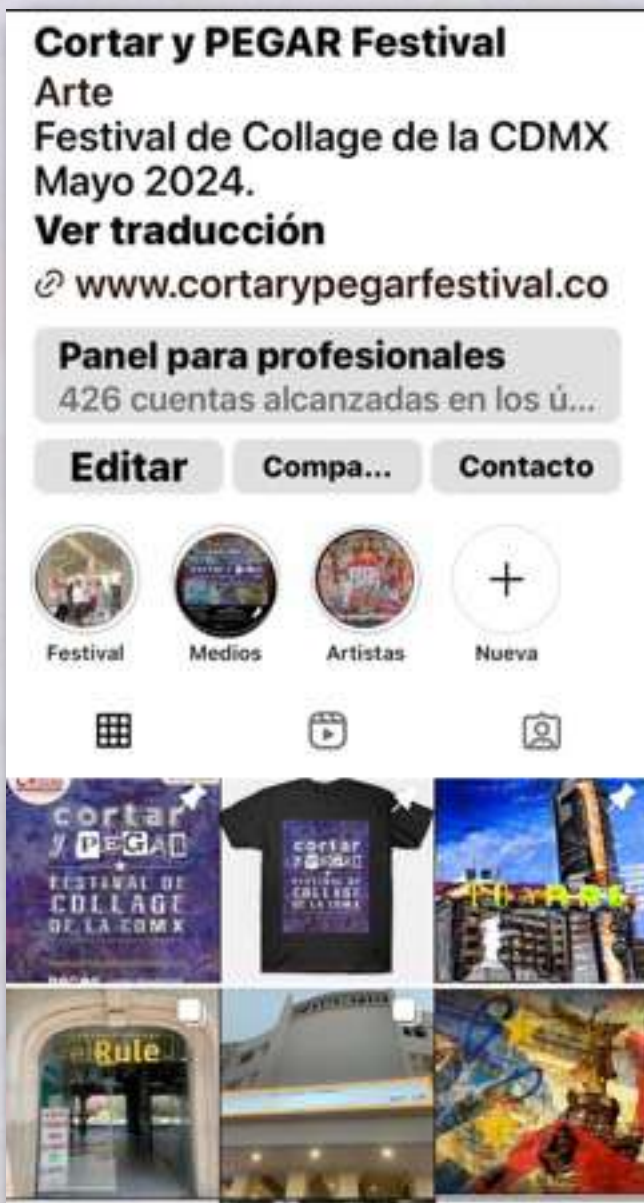 Cortar y PEGAR Festival
Arte
Festival de Collage de la CDMX
Mayo 2024.
Ver traducción
www.cortarypegarfestival.co
Panel para profesionales
426 cuentas alcanzadas en los ú...
Editar
Compa...
Contacto
Festival
Medios
Artistas
Nueva
cortar
y PEGAR
FESTIVAL DE
COLLAGE
DE LA CDMX
cortar
y PEGAR
FESTIVAL DE
COLLAGE
DE LA CDMX
el Rule